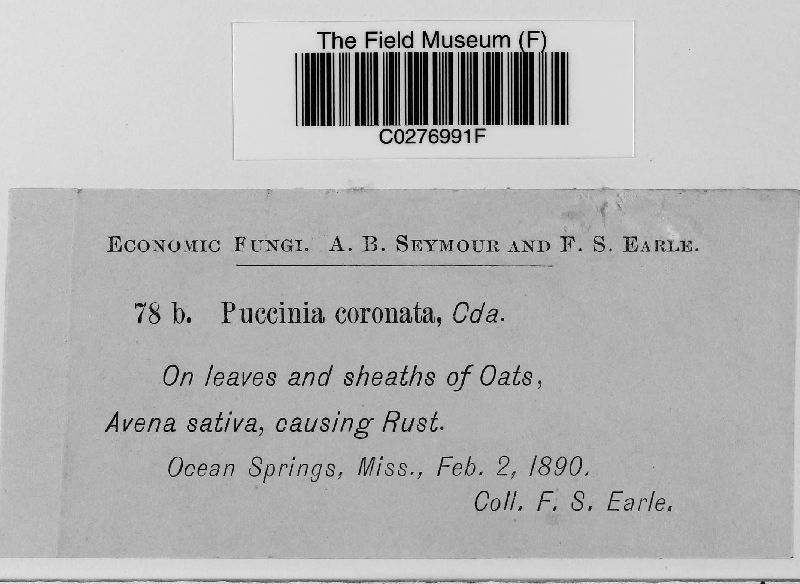 The Field Museum (F)
C0276991F
Economic Fungi. A. B. Seymour and F. S. Earle.
78 b. Puccinia coronata, Cda.
On leaves and sheaths of Oats,
Avena sativa, causing Rust.
Ocean Springs, Miss., Feb. 2, 1890.
Coll. F. S. Earle.